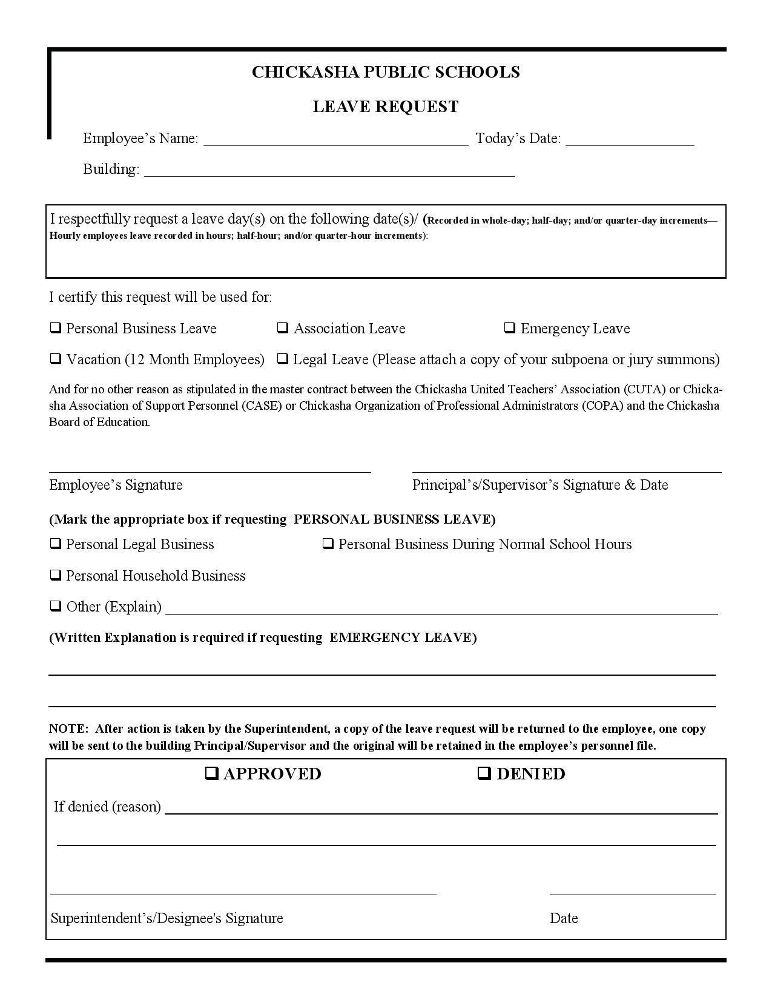 CHICKASHA PUBLIC SCHOOLS
LEAVE REQUEST
Employee’s Name: Today’s Date:
Building:
I respectfully request a leave day(s) on the following date(s)/ (Recorded in whole-day; half-day; and/or quarter-day increments—
Hourly employees leave recorded in hours; half-hour; and/or quarter-hour increments):
I certify this request will be used for:
❑ Personal Business Leave ❑ Association Leave ❑ Emergency Leave
❑ Vacation (12 Month Employees) ❑ Legal Leave (Please attach a copy of your subpoena or jury summons)
And for no other reason as stipulated in the master contract between the Chickasha United Teachers’ Association (CUTA) or Chicka-
sha Association of Support Personnel (CASE) or Chickasha Organization of Professional Administrators (COPA) and the Chickasha
Board of Education.
Employee’s Signature Principal’s/Supervisor’s Signature & Date
(Mark the appropriate box if requesting PERSONAL BUSINESS LEAVE)
❑ Personal Legal Business ❑ Personal Business During Normal School Hours
❑ Personal Household Business
❑ Other (Explain)
(Written Explanation is required if requesting EMERGENCY LEAVE)
NOTE: After action is taken by the Superintendent, a copy of the leave request will be returned to the employee, one copy
will be sent to the building Principal/Supervisor and the original will be retained in the employee’s personnel file.
❑ APPROVED ❑ DENIED
If denied (reason)
Superintendent’s/Designee's Signature Date